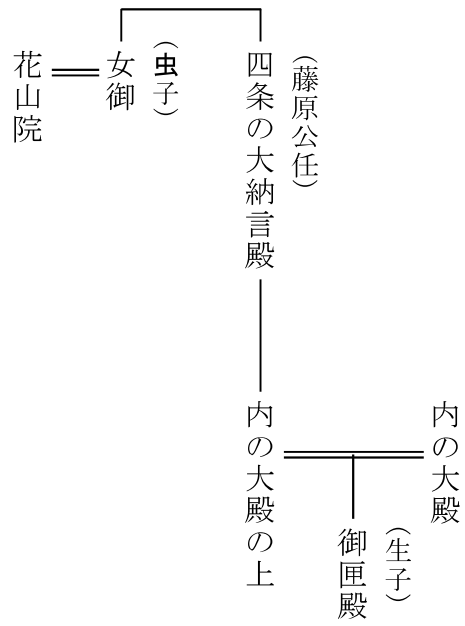 内の大殿
(生子)
御匣殿
(藤原公任)
四条の大納言殿
内の大殿の上
(虫子)
女御
花山院